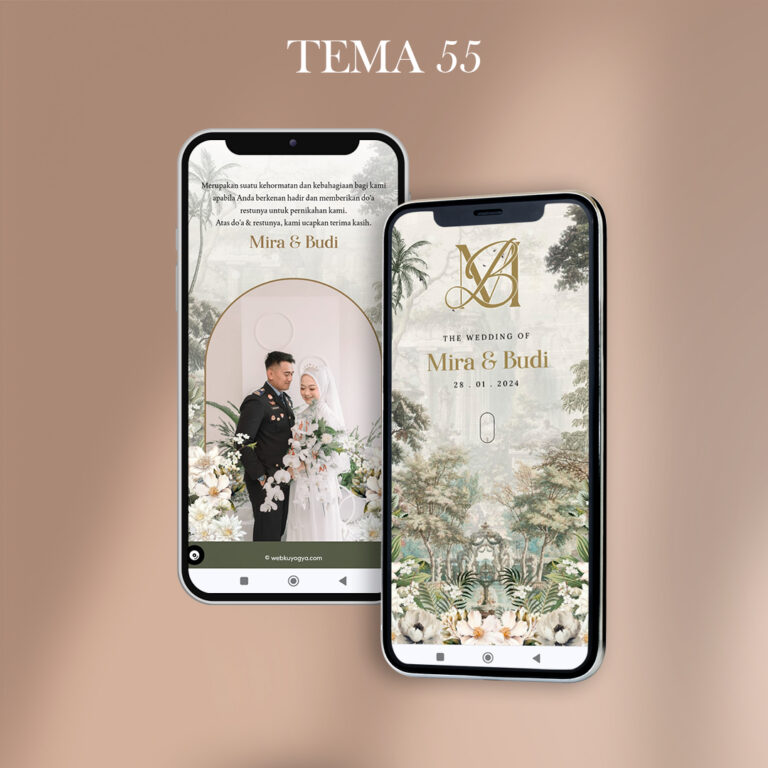 TEMA 55
Merupakan suatu kehormatan dan kebahagiaan bagi kami
apabila Anda berkenan hadir dan memberikan do'a
restunya untuk pernikahan kami.
Atas do'a & restunya, kami ucapkan terima kasih.
Mira & Budi
© webkuyogya.com
MB
THE WEDDING OF
Mira & Budi
28 . 01 . 2024